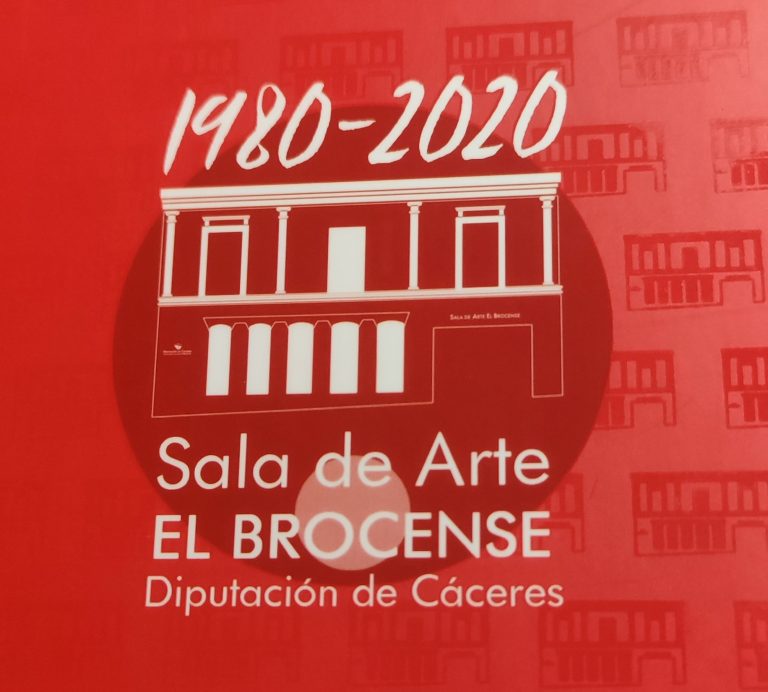 1980-2020
SALA DE ARTE EL BROCENSE
Sala de Arte
EL BROCENSE
Diputación de Cáceres